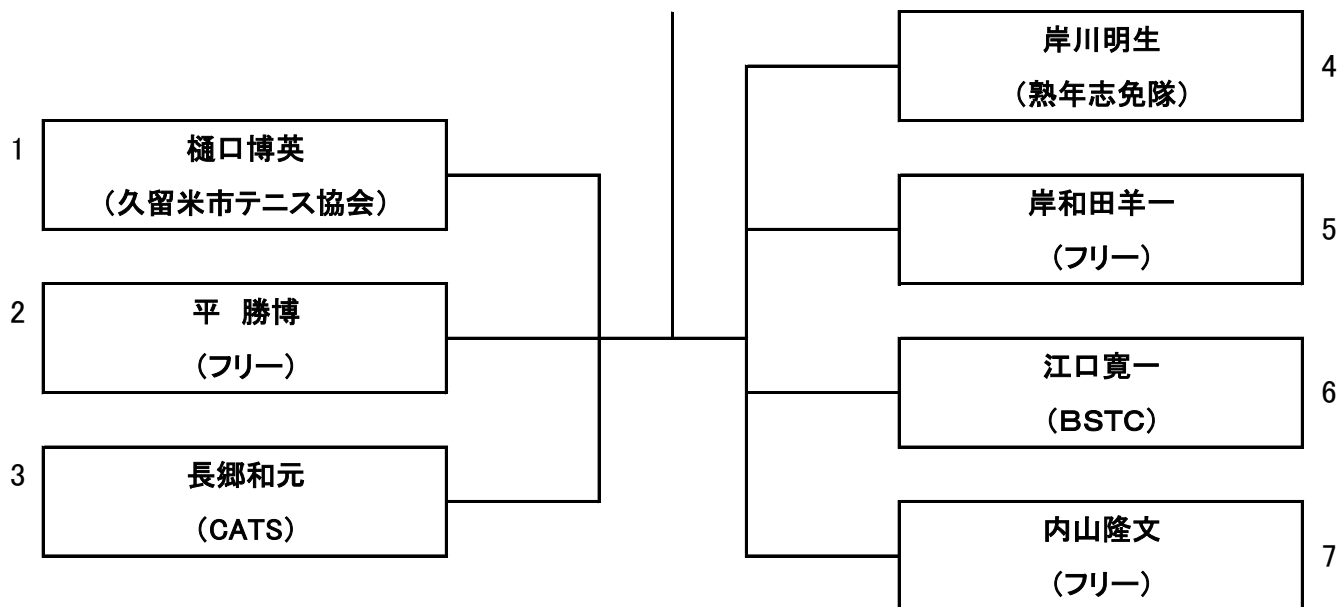 1
樋口博英
（久留米市テニス協会）
2
平　勝博
（フリー）
3
長郷和元
（CATS）
岸川明生
（熟年志免隊）
4
岸和田羊一
（フリー）
5
江口寛一
（BSTC）
6
内山隆文
（フリー）
7